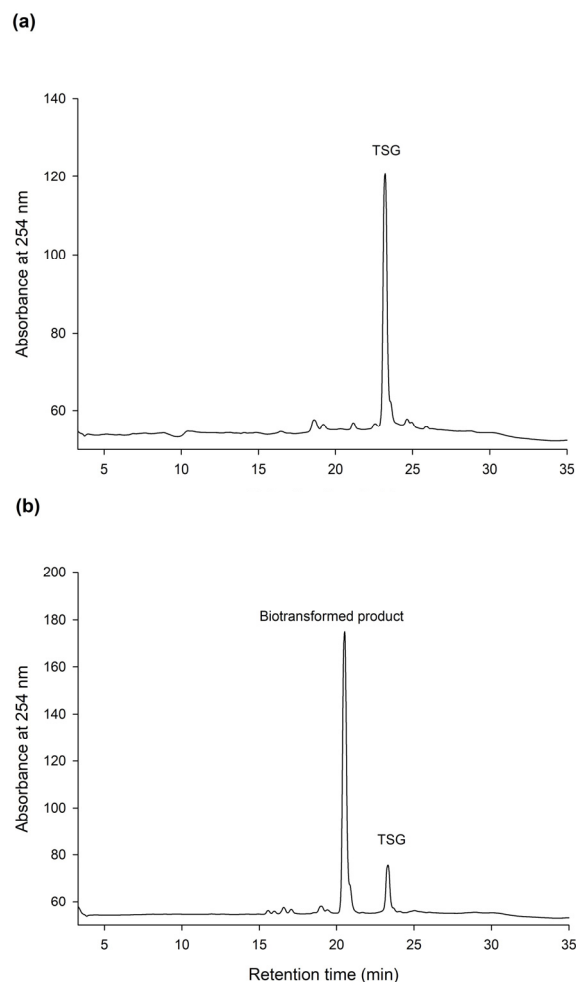 (a)
140
120
100
80
60
Absorbance at 254 nm
TSG
5 10 15 20 25 30 35
(b)
200
180
160
140
120
100
80
60
Absorbance at 254 nm
Biotransformed product
TSG
5 10 15 20 25 30 35
Retention time (min)